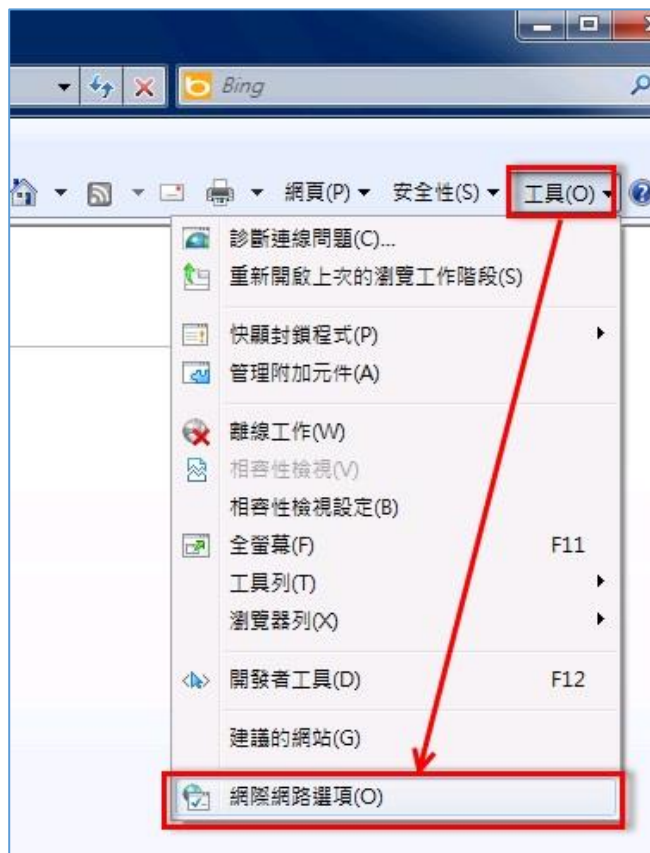 Bing
網頁(P)
安全性(S)
工具(O)
診斷連線問題(C)...
重新開啟上次的瀏覽工作階段(S)
快顯封鎖程式(P)
管理附加元件(A)
離線工作(W)
相容性檢視(V)
相容性檢視設定(B)
全螢幕(F) F11
工具列(T)
瀏覽器列(X)
開發者工具(D) F12
建議的網站(G)
網際網路選項(O)